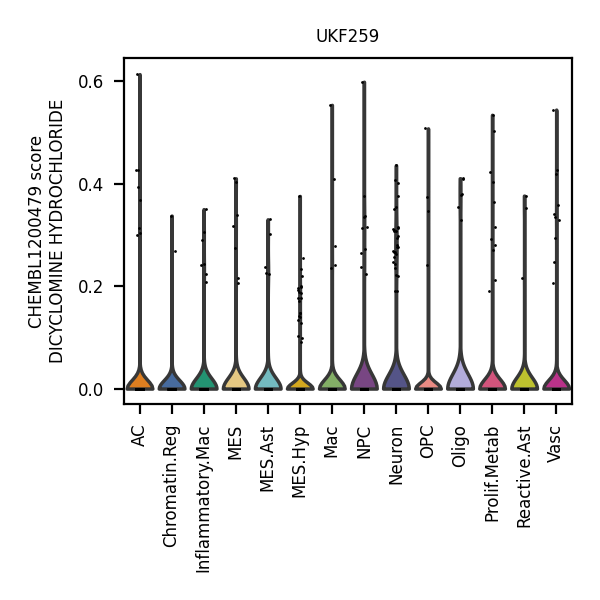 UKF259
CHEMBL1200479 score
DICYCLOMINE HYDROCHLORIDE
0.6
0.4
0.2
0.0
AC
Chromatin.Reg
Inflammatory.Mac
MES
MES.Ast
MES.Hyp
Mac
NPC
Neuron
OPC
Oligo
Prolif.Metab
Reactive.Ast
Vasc